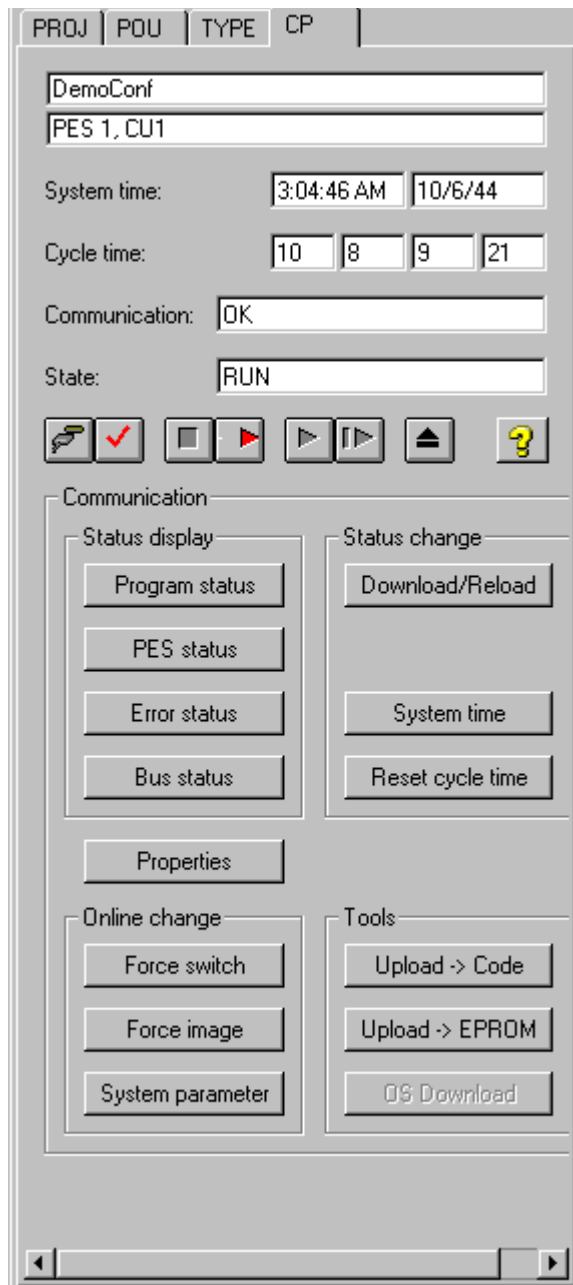 PROJ POU TYPE CP
DemoConf
PES 1, CU1
System time: 3:04:46 AM 10/6/44
Cycle time: 10 8 9 21
Communication: OK
State: RUN
?
Communication
Status display Status change
Program status Download/Reload
PES status
Error status System time
Bus status Reset cycle time
Properties
Online change Tools
Force switch Upload -> Code
Force image Upload -> EPROM
System parameter OS Download